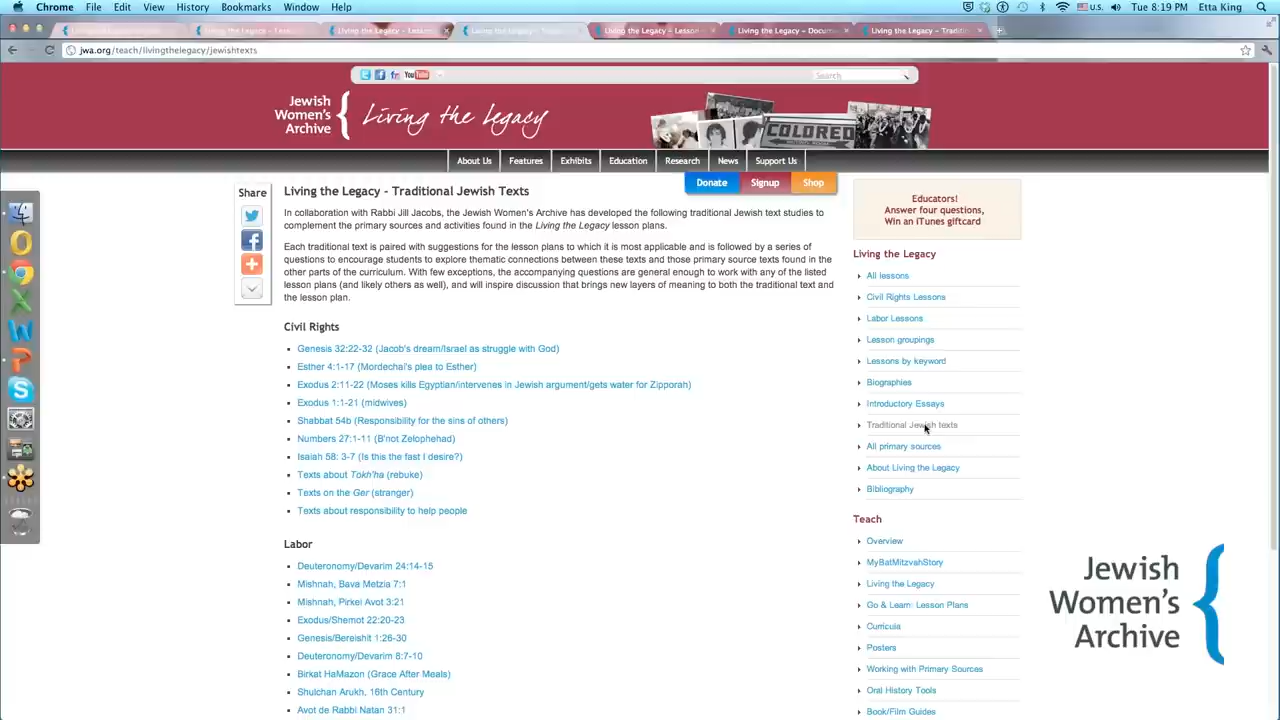 Chrome File Edit View History Bookmarks Window Help
U.S. Tue 8:19 PM Etta King
Living the Legacy – Lesson
Living the Legacy – Docum
Living the Legacy – Traditi
jwa.org/teach/livingthelegacy/jewishtexts
You Tube
Search
Jewish
Women's
Archive
Living the Legacy
COLORED
About Us Features Exhibits Education Research News Support Us
Donate Signup Shop
Share
Living the Legacy - Traditional Jewish Texts
In collaboration with Rabbi Jill Jacobs, the Jewish Women's Archive has developed the following traditional Jewish text studies to
complement the primary sources and activities found in the Living the Legacy lesson plans.
Each traditional text is paired with suggestions for the lesson plans to which it is most applicable and is followed by a series of
questions to encourage students to explore thematic connections between these texts and those primary source texts found in the
other parts of the curriculum. With few exceptions, the accompanying questions are general enough to work with any of the listed
lesson plans (and likely others as well), and will inspire discussion that brings new layers of meaning to both the traditional text and
the lesson plan.
Civil Rights
Genesis 32:22-32 (Jacob's dream/Israel as struggle with God)
Esther 4:1-17 (Mordechai's plea to Esther)
Exodus 2:11-22 (Moses kills Egyptian/intervenes in Jewish argument/gets water for Zipporah)
Exodus 1:1-21 (midwives)
Shabbat 54b (Responsibility for the sins of others)
Numbers 27:1-11 (B'not Zelophehad)
Isaiah 58: 3-7 (Is this the fast I desire?)
Texts about Tokh'ha (rebuke)
Texts on the Ger (stranger)
Texts about responsibility to help people
Labor
Deuteronomy/Devarim 24:14-15
Mishnah, Bava Metzia 7:1
Mishnah, Pirkei Avot 3:21
Exodus/Shemot 22:20-23
Genesis/Bereishit 1:26-30
Deuteronomy/Devarim 8:7-10
Birkat HaMazon (Grace After Meals)
Shulchan Arukh, 16th Century
Avot de Rabbi Natan 31:1
Educators!
Answer four questions,
Win an iTunes giftcard
Living the Legacy
All lessons
Civil Rights Lessons
Labor Lessons
Lesson groupings
Lessons by keyword
Biographies
Introductory Essays
Traditional Jewish texts
All primary sources
About Living the Legacy
Bibliography
Teach
Overview
MyBatMitzvahStory
Living the Legacy
Go & Learn: Lesson Plans
Curricula
Posters
Working with Primary Sources
Oral History Tools
Book/Film Guides
Jewish
Women's
Archive